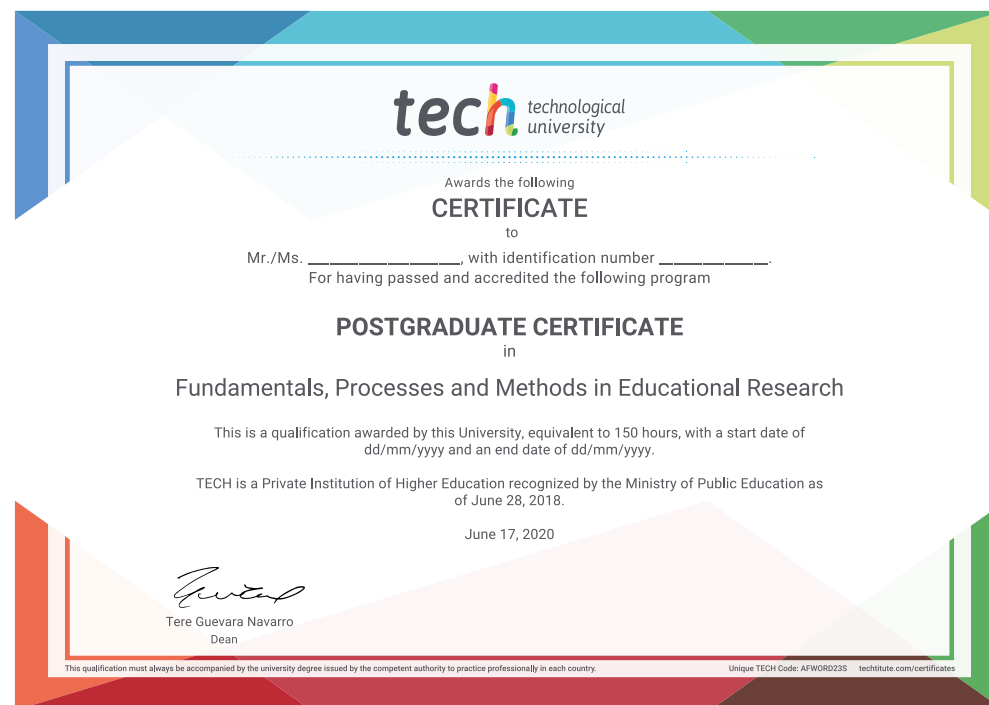 tech technological
university
Awards the following
CERTIFICATE
to
Mr./Ms. ____________________, with identification number ______________.
For having passed and accredited the following program
POSTGRADUATE CERTIFICATE
in
Fundamentals, Processes and Methods in Educational Research
This is a qualification awarded by this University, equivalent to 150 hours, with a start date of
dd/mm/yyyy and an end date of dd/mm/yyyy.
TECH is a Private Institution of Higher Education recognized by the Ministry of Public Education as
of June 28, 2018.
June 17, 2020
Tere Guevara Navarro
Dean
This qualification must always be accompanied by the university degree issued by the competent authority to practice professionally in each country.
Unique TECH Code: AFWORD23S techtitute.com/certificates